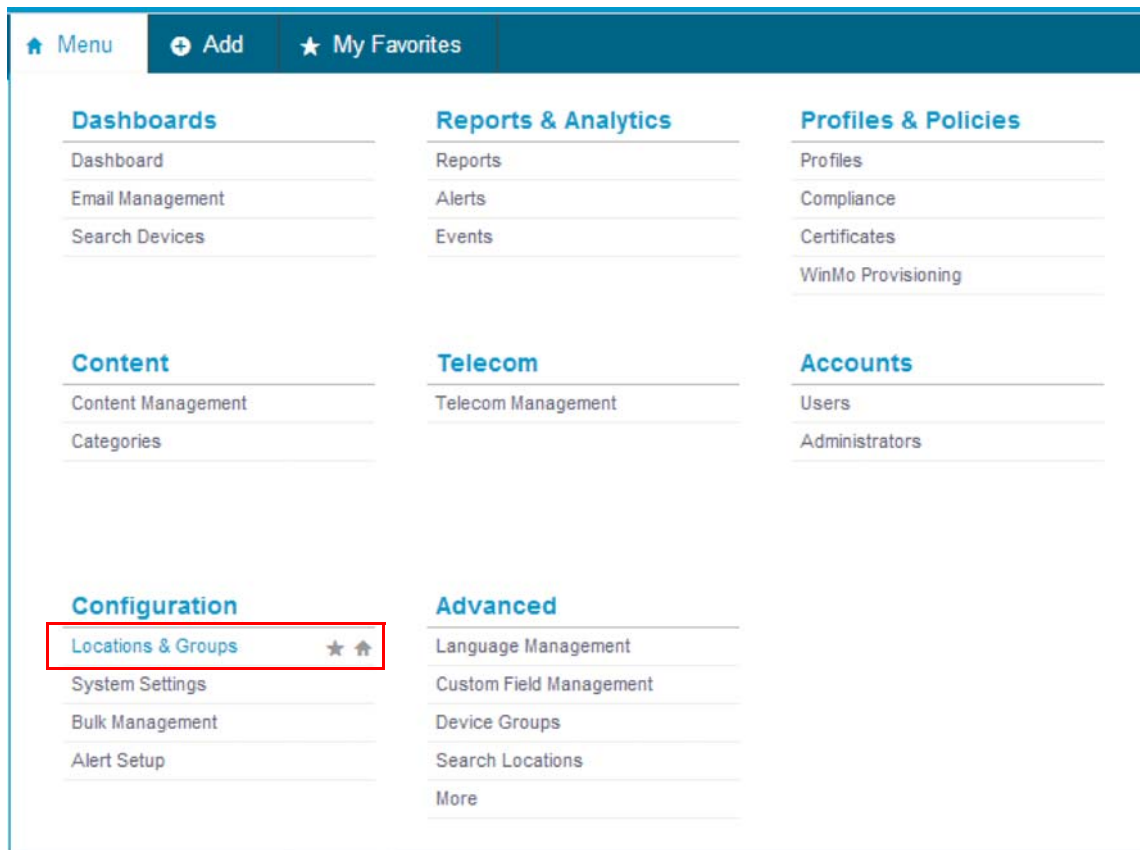 Menu Add My Favorites
Dashboards
Dashboard
Email Management
Search Devices
Reports & Analytics
Reports
Alerts
Events
Profiles & Policies
Profiles
Compliance
Certificates
WinMo Provisioning
Content
Content Management
Categories
Telecom
Telecom Management
Accounts
Users
Administrators
Configuration
Locations & Groups
System Settings
Bulk Management
Alert Setup
Advanced
Language Management
Custom Field Management
Device Groups
Search Locations
More